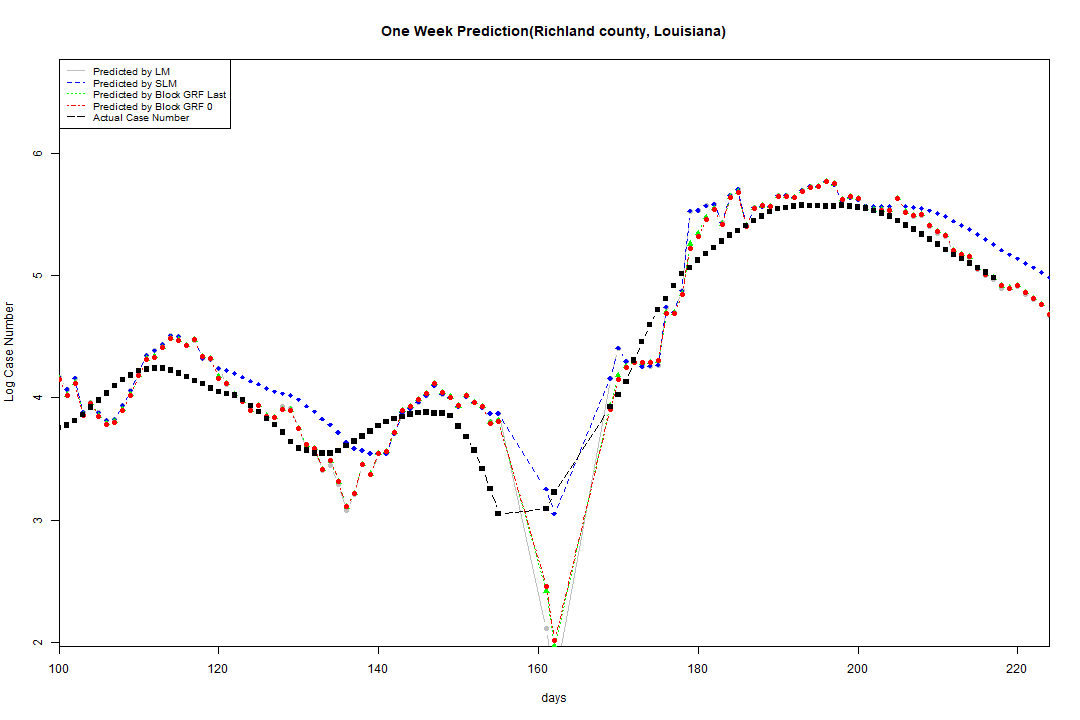 One Week Prediction(Richland county, Louisiana)
Predicted by LM
Predicted by SLM
Predicted by Block GRF Last
Predicted by Block GRF 0
Actual Case Number
Log Case Number
6
5
4
3
2
100 120 140 160 180 200 220
days